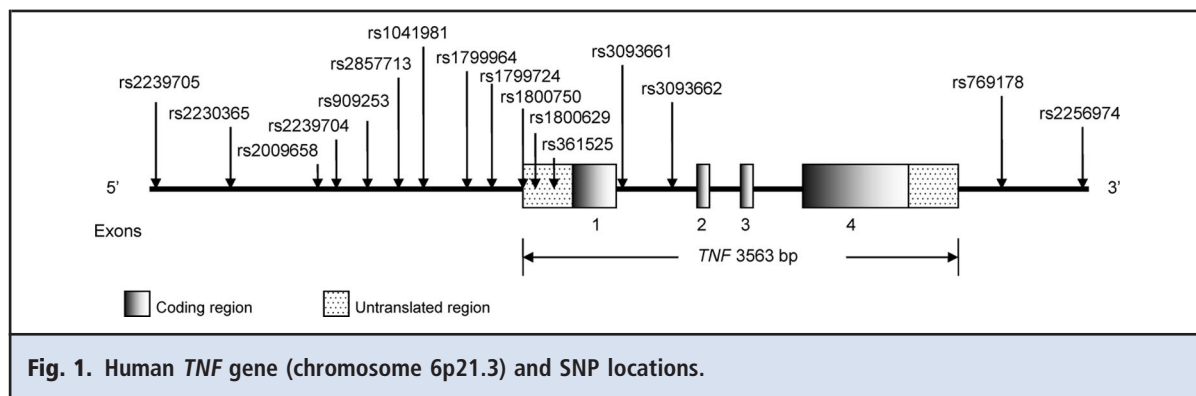 rs1041981
rs2857713
rs1799964
rs3093661
rs2239705
rs909253
rs1799724
rs3093662
rs769178
rs2230365
rs2239704
rs1800750
rs1800629
rs2256974
rs2009658
rs361525
5’ 3’
Exons 1 2 3 4
TNF 3563 bp
Coding region Untranslated region
Fig. 1. Human TNF gene (chromosome 6p21.3) and SNP locations.